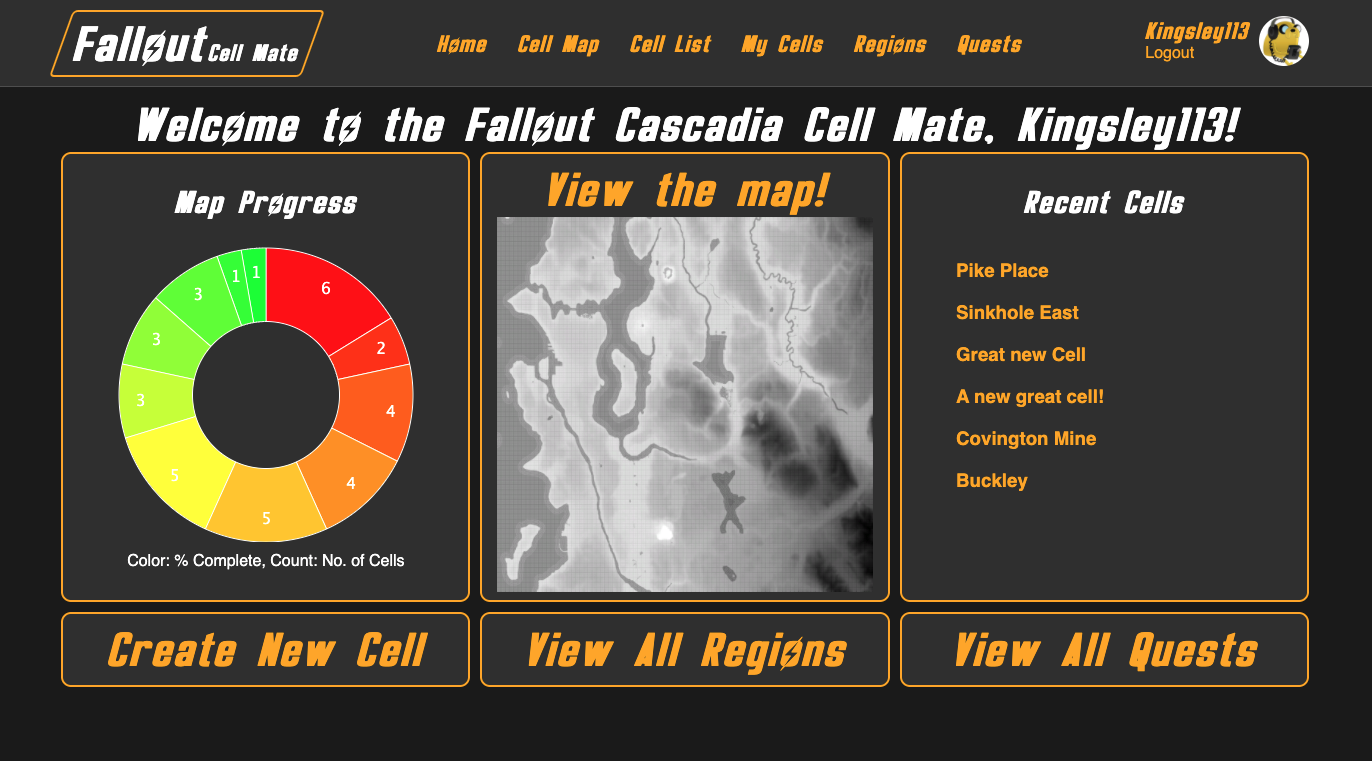 Falløut Cell Mate
Høme
Cell Map
Cell List
My Cells
Regiøns
Quests
Kingsley113
Logout
Welcøme tø the Falløut Cascadia Cell Mate, Kingsley113!
Map Prøgress
6
2
4
4
5
5
3
3
3
1
1
Color: % Complete, Count: No. of Cells
View the map!
Recent Cells
Pike Place
Sinkhole East
Great new Cell
A new great cell!
Covington Mine
Buckley
Create New Cell
View All Regiøns
View All Quests